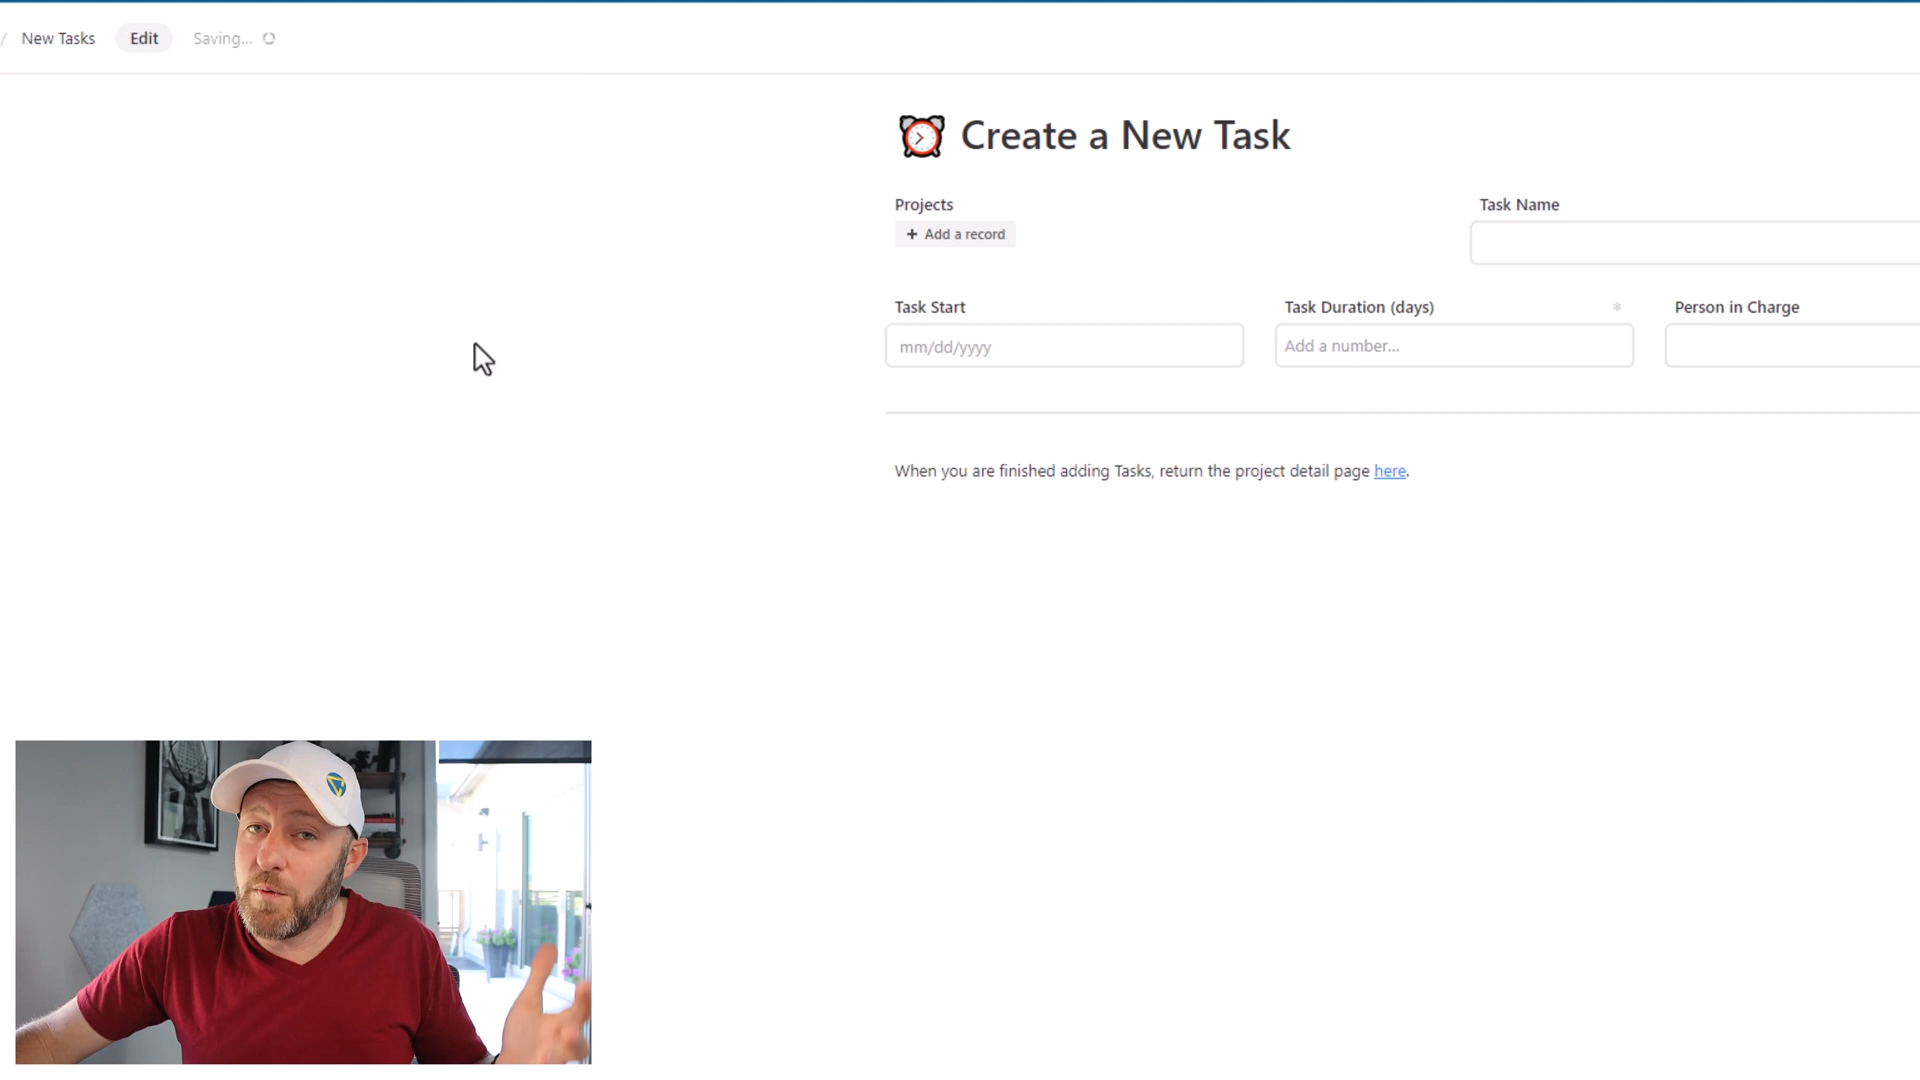 / New Tasks Edit Saving...
Create a New Task
Projects
Task Name
+ Add a record
Task Start
Task Duration (days) *
Person in Charge
mm/dd/yyyy
Add a number...
When you are finished adding Tasks, return the project detail page here.